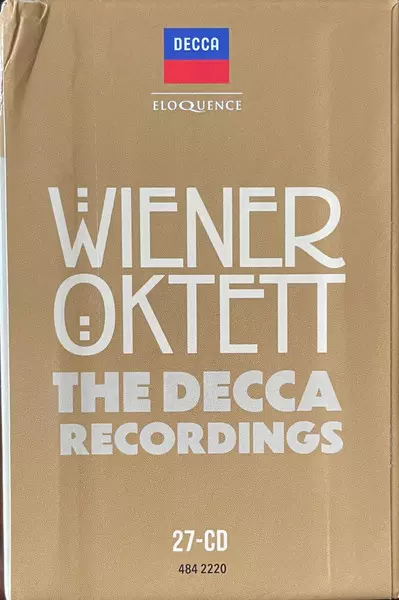 DECCA
ELOQUENCE
WIENER
OKTETT
THE DECCA
RECORDINGS
27-CD
484 2220